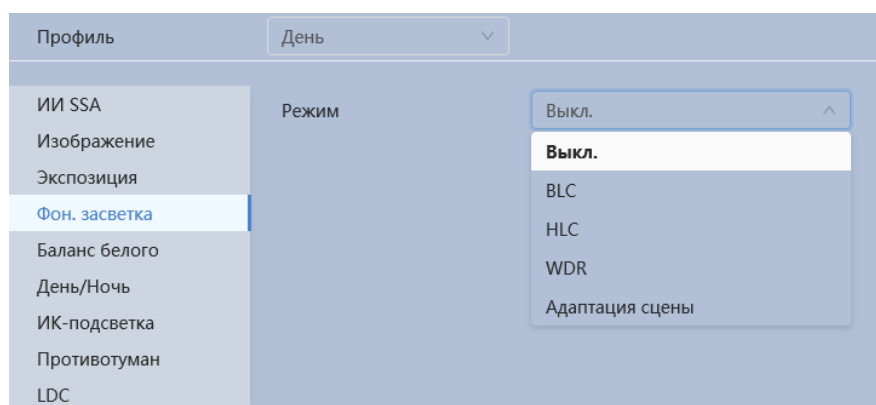 Профиль День
ИИ SSA
Режим Выкл.
Изображение
Выкл.
Экспозиция
BLC
Фон. засветка
HLC
Баланс белого
WDR
День/Ночь
Адаптация сцены
ИК-подсветка
Противотуман
LDC